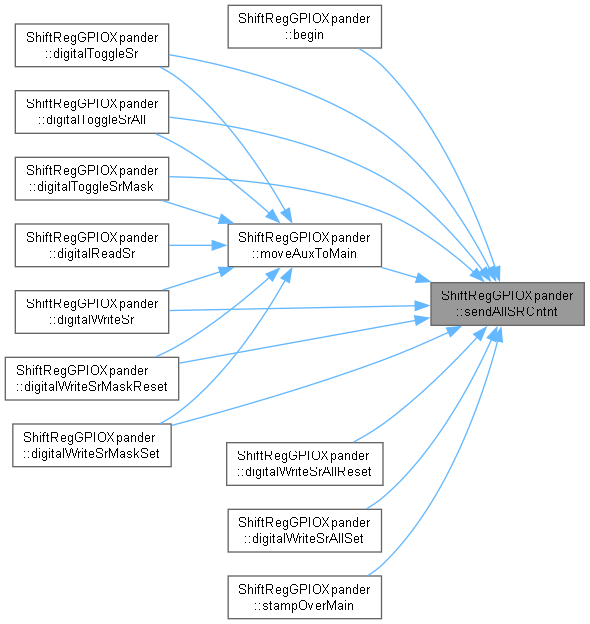 ShiftRegGPIOXpander
::digitalToggleSr
ShiftRegGPIOXpander
::digitalToggleSrAll
ShiftRegGPIOXpander
::digitalToggleSrMask
ShiftRegGPIOXpander
::digitalReadSr
ShiftRegGPIOXpander
::digitalWriteSr
ShiftRegGPIOXpander
::digitalWriteSrMaskReset
ShiftRegGPIOXpander
::digitalWriteSrMaskSet
ShiftRegGPIOXpander
::begin
ShiftRegGPIOXpander
::moveAuxToMain
ShiftRegGPIOXpander
::digitalWriteSrAllReset
ShiftRegGPIOXpander
::digitalWriteSrAllSet
ShiftRegGPIOXpander
::stampOverMain
ShiftRegGPIOXpander
::sendAllSRCntnt